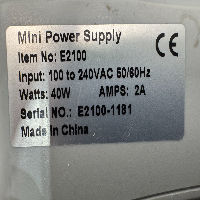 Mini Power Supply
Item No: E2100
Input: 100 to 240VAC 50/60Hz
Watts: 40W AMPS: 2A
Serial NO.: E2100-1181
Made in China
CE